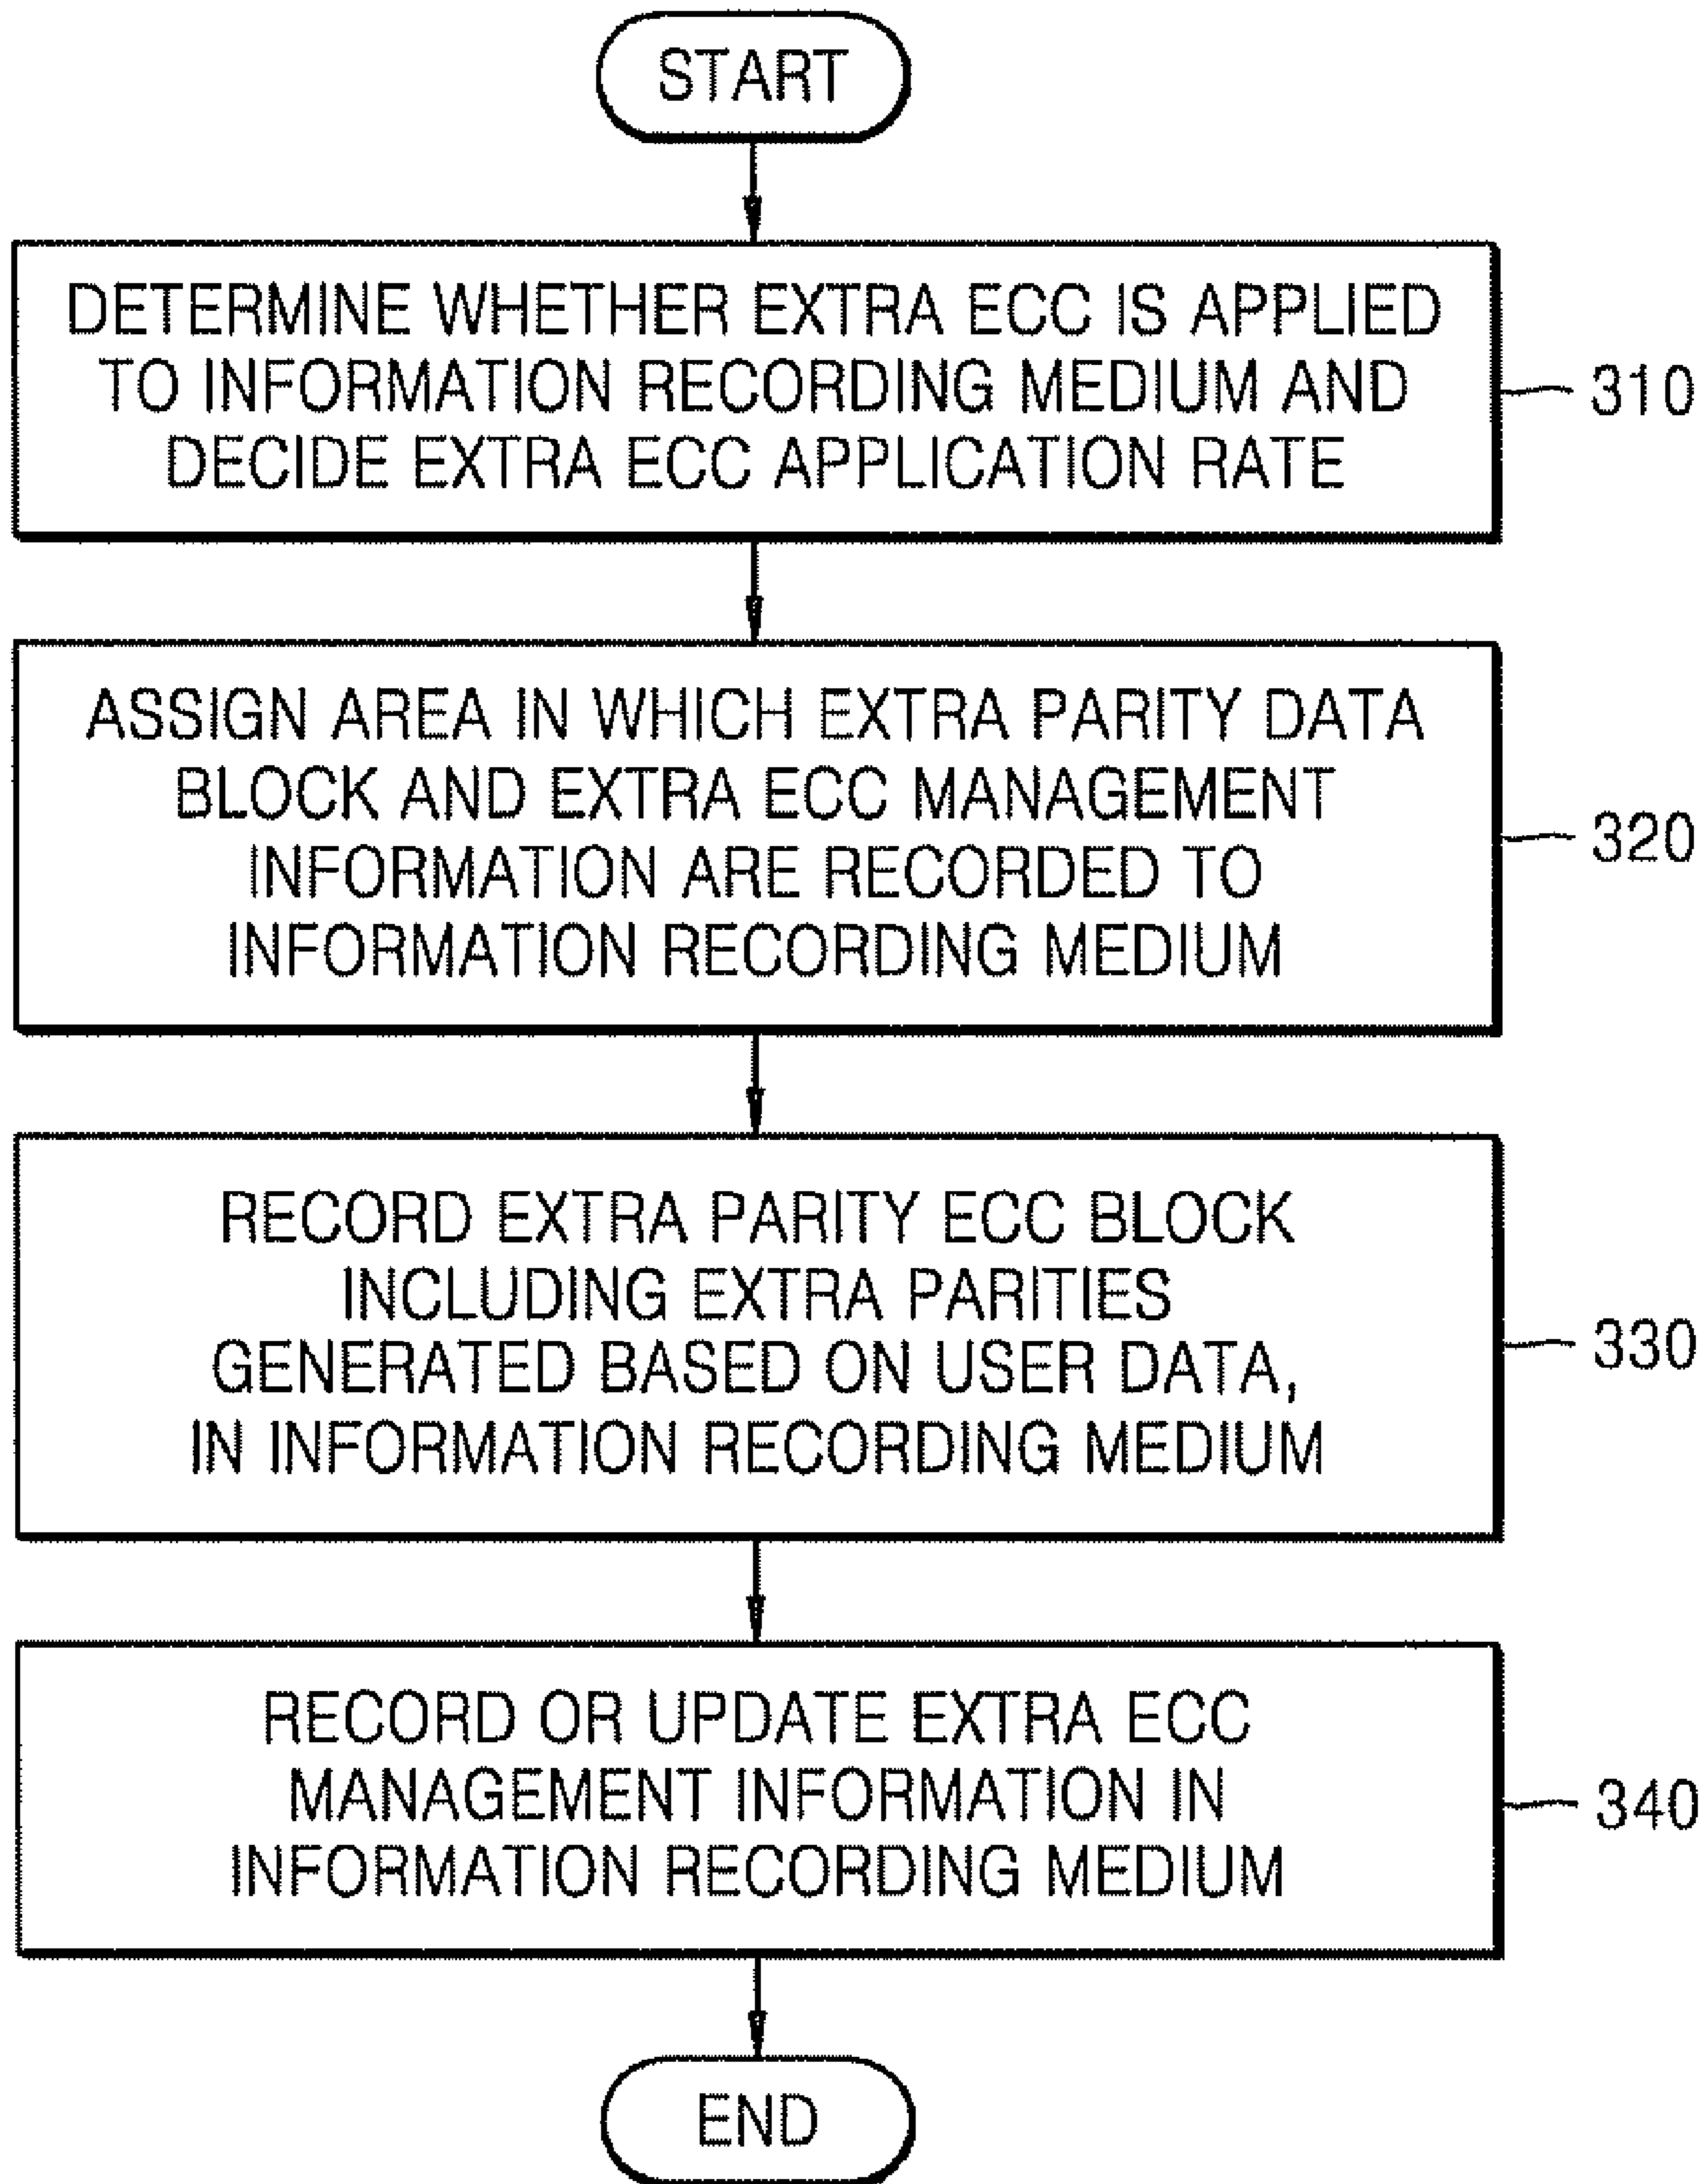 START
DETERMINE WHETHER EXTRA ECC IS APPLIED
TO INFORMATION RECORDING MEDIUM AND
DECIDE EXTRA ECC APPLICATION RATE
310
ASSIGN AREA IN WHICH EXTRA PARITY DATA
BLOCK AND EXTRA ECC MANAGEMENT
INFORMATION ARE RECORDED TO
INFORMATION RECORDING MEDIUM
320
RECORD EXTRA PARITY ECC BLOCK
INCLUDING EXTRA PARITIES
GENERATED BASED ON USER DATA,
IN INFORMATION RECORDING MEDIUM
330
RECORD OR UPDATE EXTRA ECC
MANAGEMENT INFORMATION IN
INFORMATION RECORDING MEDIUM
340
END